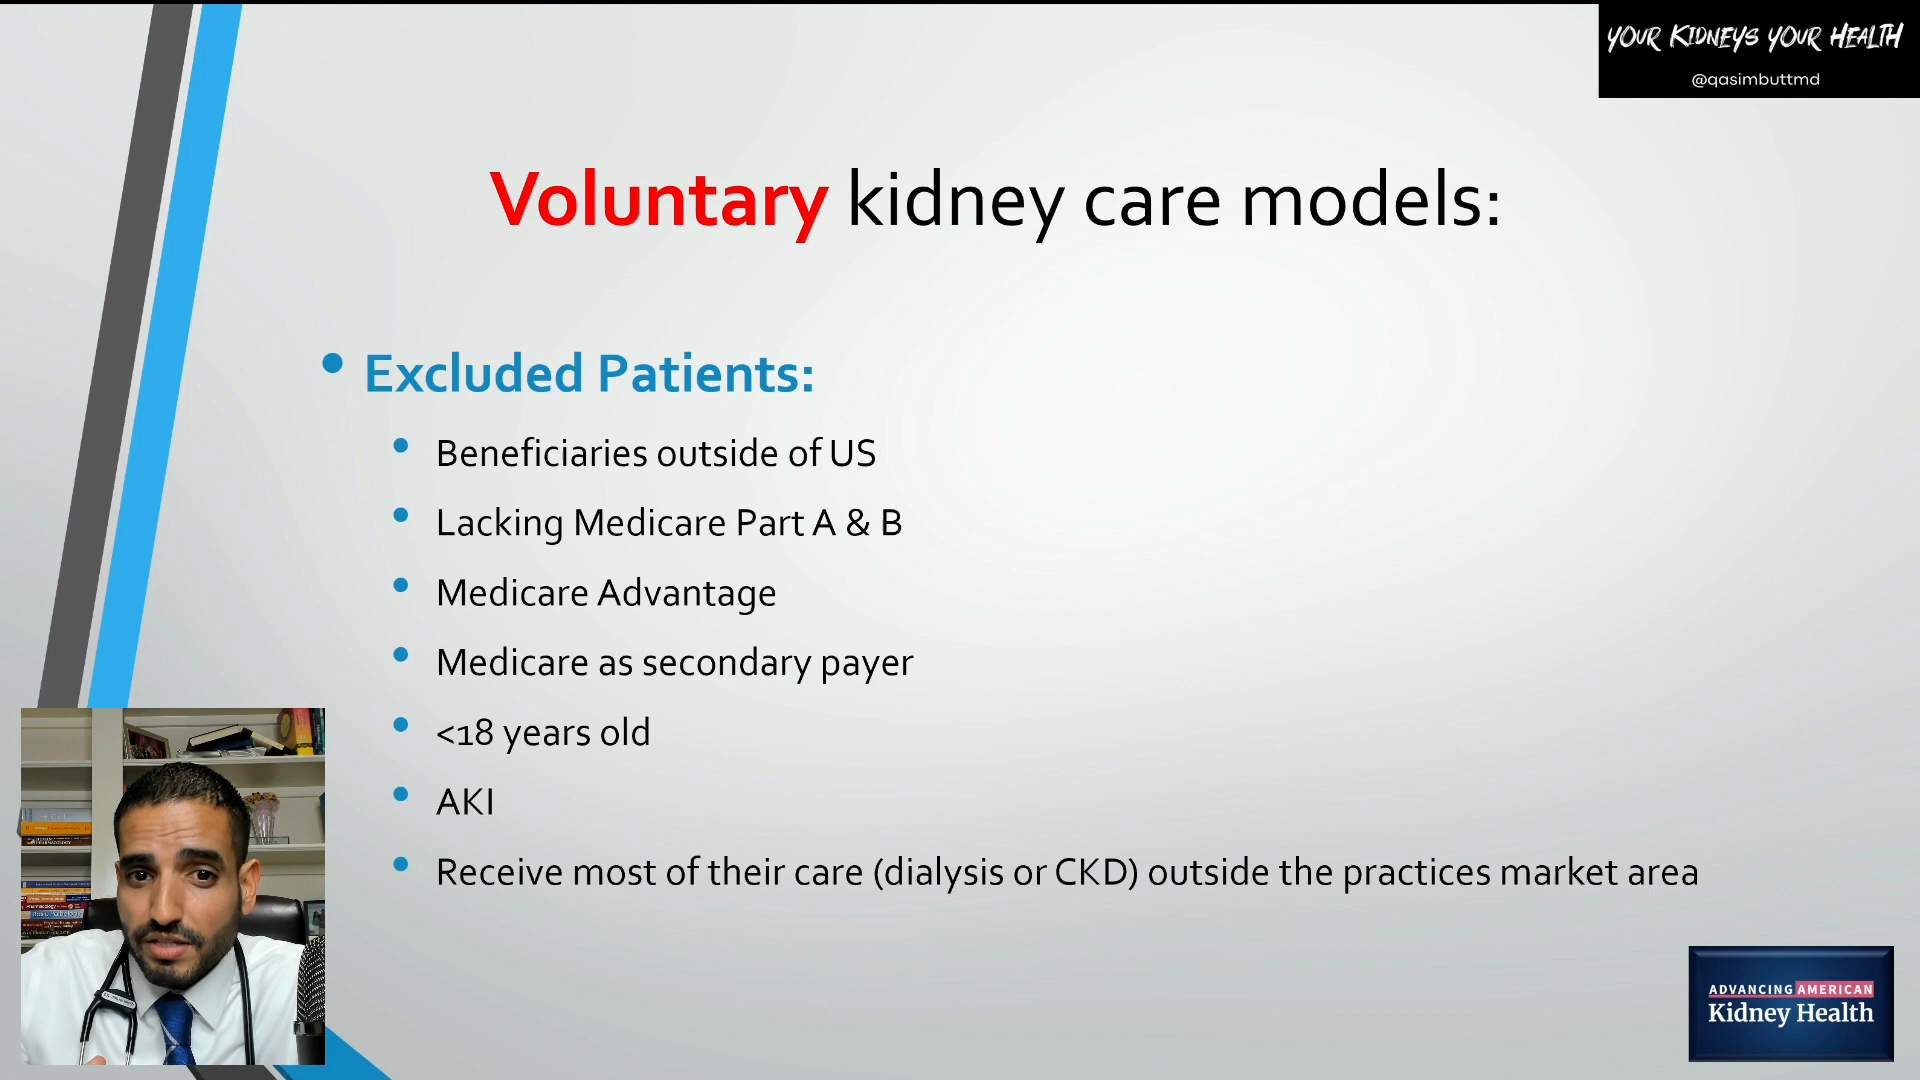 YOUR KIDNEYS YOUR HEALTH
@qasimbuttmd
Voluntary kidney care models:
• Excluded Patients:
• Beneficiaries outside of US
• Lacking Medicare Part A & B
• Medicare Advantage
• Medicare as secondary payer
• <18 years old
• AKI
• Receive most of their care (dialysis or CKD) outside the practices market area
ADVANCING AMERICAN
Kidney Health